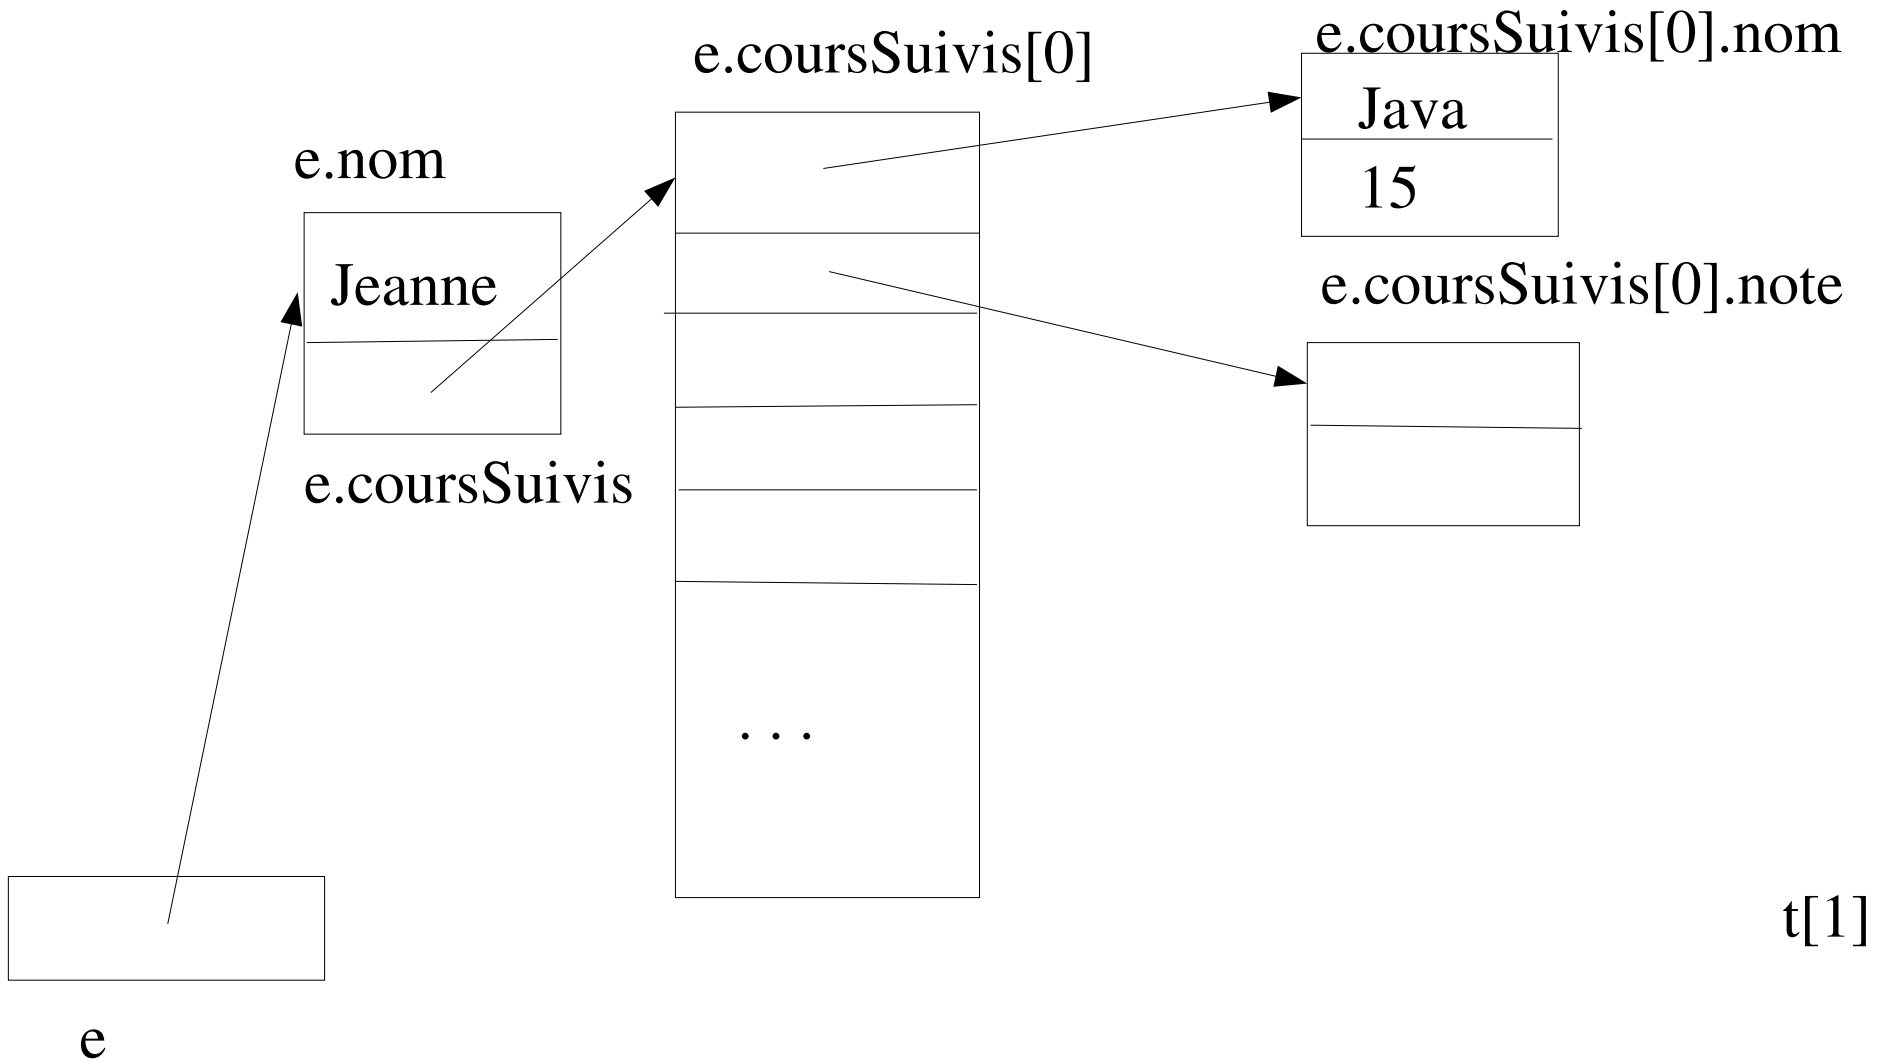 e.coursSuivis[0].nom
e.coursSuivis[0]
Java
e.nom
15
Jeanne
e.coursSuivis[0].note
e.coursSuivis
. . .
t[1]
e